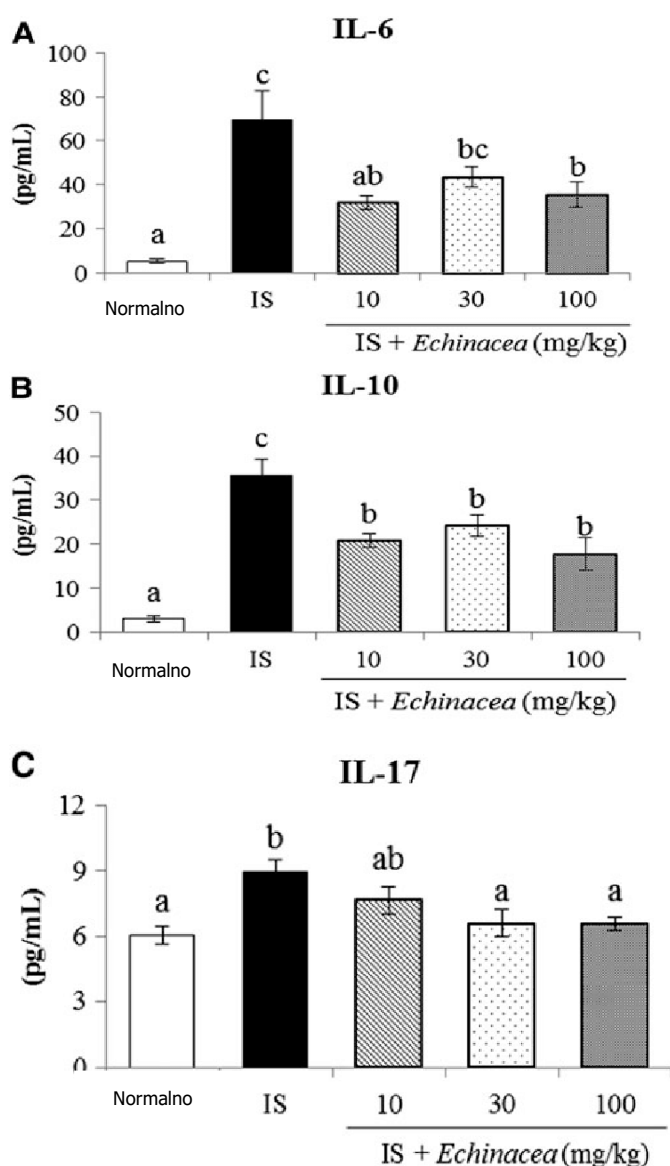 A
IL-6
100
80
60
40
20
0
(pg/mL)
a
c
ab
bc
b
Normalno
IS
10
30
100
IS + Echinacea (mg/kg)
B
IL-10
50
40
30
20
10
0
(pg/mL)
a
c
b
b
b
Normalno
IS
10
30
100
IS + Echinacea (mg/kg)
C
IL-17
12
9
6
3
0
(pg/mL)
a
b
ab
a
a
Normalno
IS
10
30
100
IS + Echinacea (mg/kg)